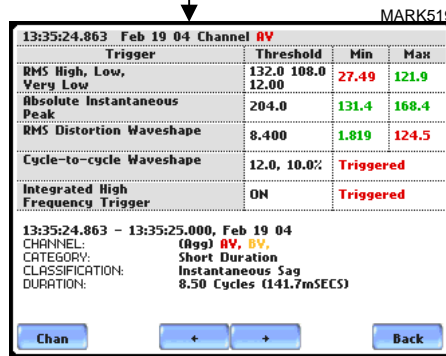 MARK519
13:35:24.863 Feb 19 04 Channel AV
Trigger Threshold Min Max
RMS High, Low, Very Low 132.0 108.0 12.00 27.49 121.9
Absolute Instantaneous Peak 204.0 131.4 168.4
RMS Distortion Waveshape 8.400 1.819 124.5
Cycle-to-cycle Waveshape 12.0, 10.0% Triggered
Integrated High Frequency Trigger ON Triggered
13:35:24.863 - 13:35:25.000, Feb 19 04
CHANNEL: (Agg) AV, BV,
CATEGORY: Short Duration
CLASSIFICATION: Instantaneous Sag
DURATION: 8.50 Cycles (141.7mSECS)
Chan ← → Back